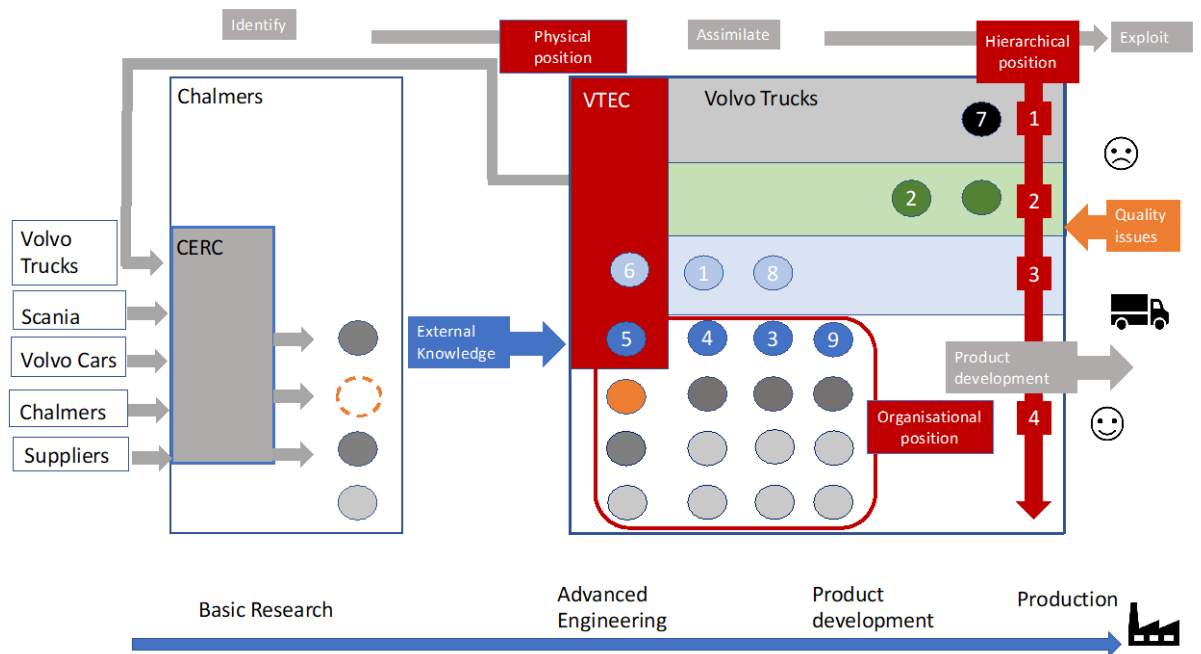 Identify
Physical
position
Assimilate
Hierarchical
position
Exploit
Chalmers
VTEC
Volvo Trucks
7
1
2
2
Quality
issues
Volvo
Trucks
CERC
6
1
8
3
Scania
External
Knowledge
5
4
3
9
Volvo Cars
Product
development
Chalmers
Organisational
position
4
Suppliers
Basic Research
Advanced
Engineering
Product
development
Production